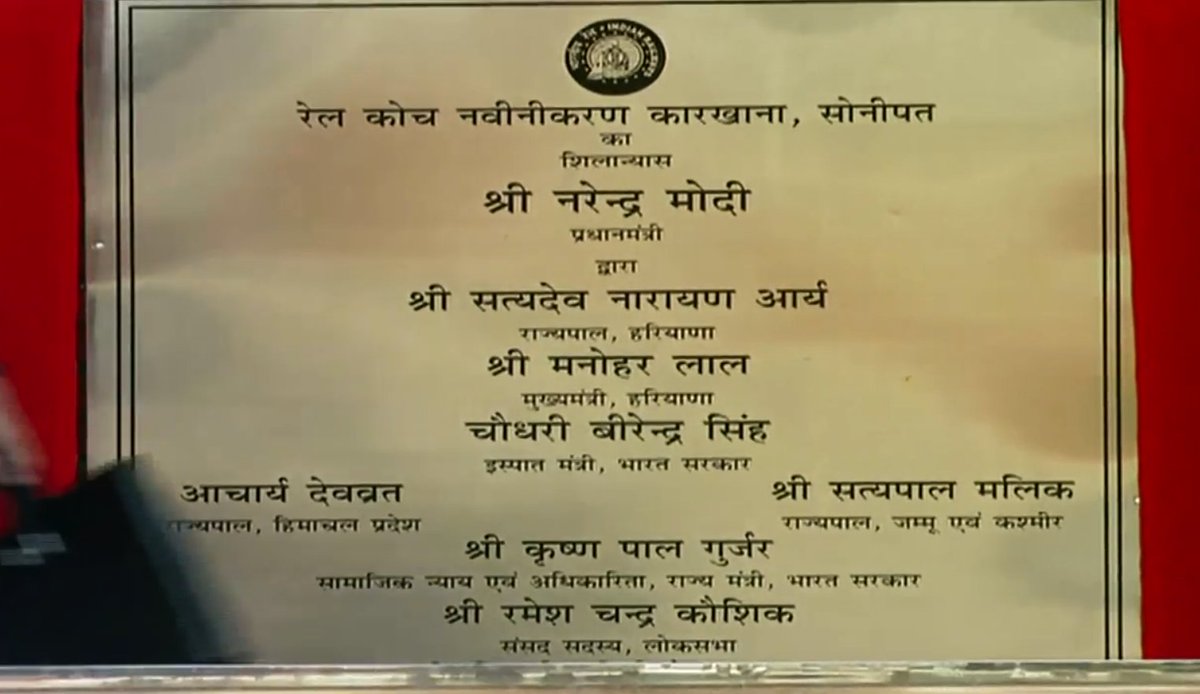 INDIAN RAILWAYS
रेल कोच नवीनीकरण कारखाना, सोनीपत
का
शिलान्यास
श्री नरेन्द्र मोदी
प्रधानमंत्री
द्वारा
श्री सत्यदेव नारायण आर्य
राज्यपाल, हरियाणा
श्री मनोहर लाल
मुख्यमंत्री, हरियाणा
चौधरी बीरेन्द्र सिंह
इस्पात मंत्री, भारत सरकार
आचार्य देवव्रत
राज्यपाल, हिमाचल प्रदेश
श्री सत्यपाल मलिक
राज्यपाल, जम्मू एवं कश्मीर
श्री कृष्ण पाल गुर्जर
सामाजिक न्याय एवं अधिकारिता, राज्य मंत्री, भारत सरकार
श्री रमेश चन्द्र कौशिक
संसद सदस्य, लोकसभा